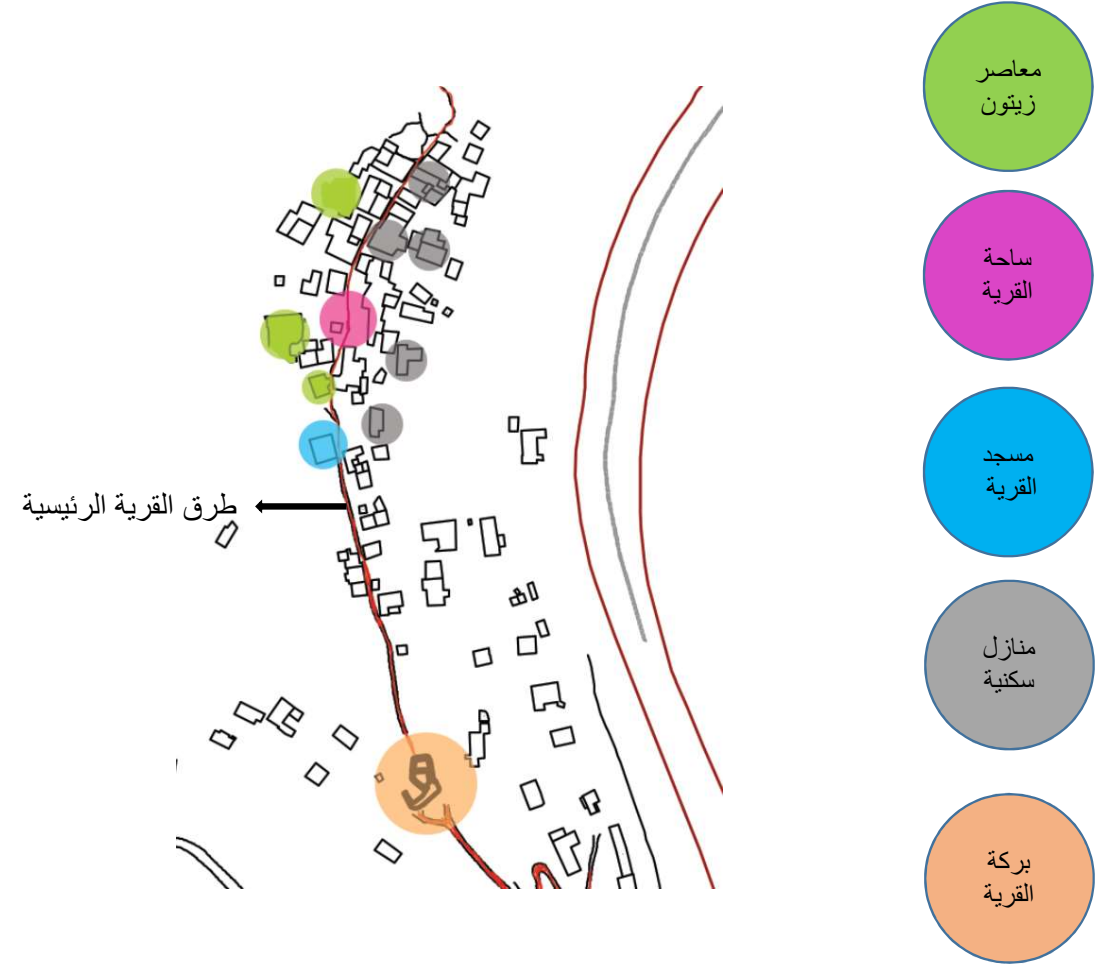 معاصر
زيتون
ساحة
القرية
مسجد
القرية
طرق القرية الرئيسية
منازل
سكنية
بركة
القرية